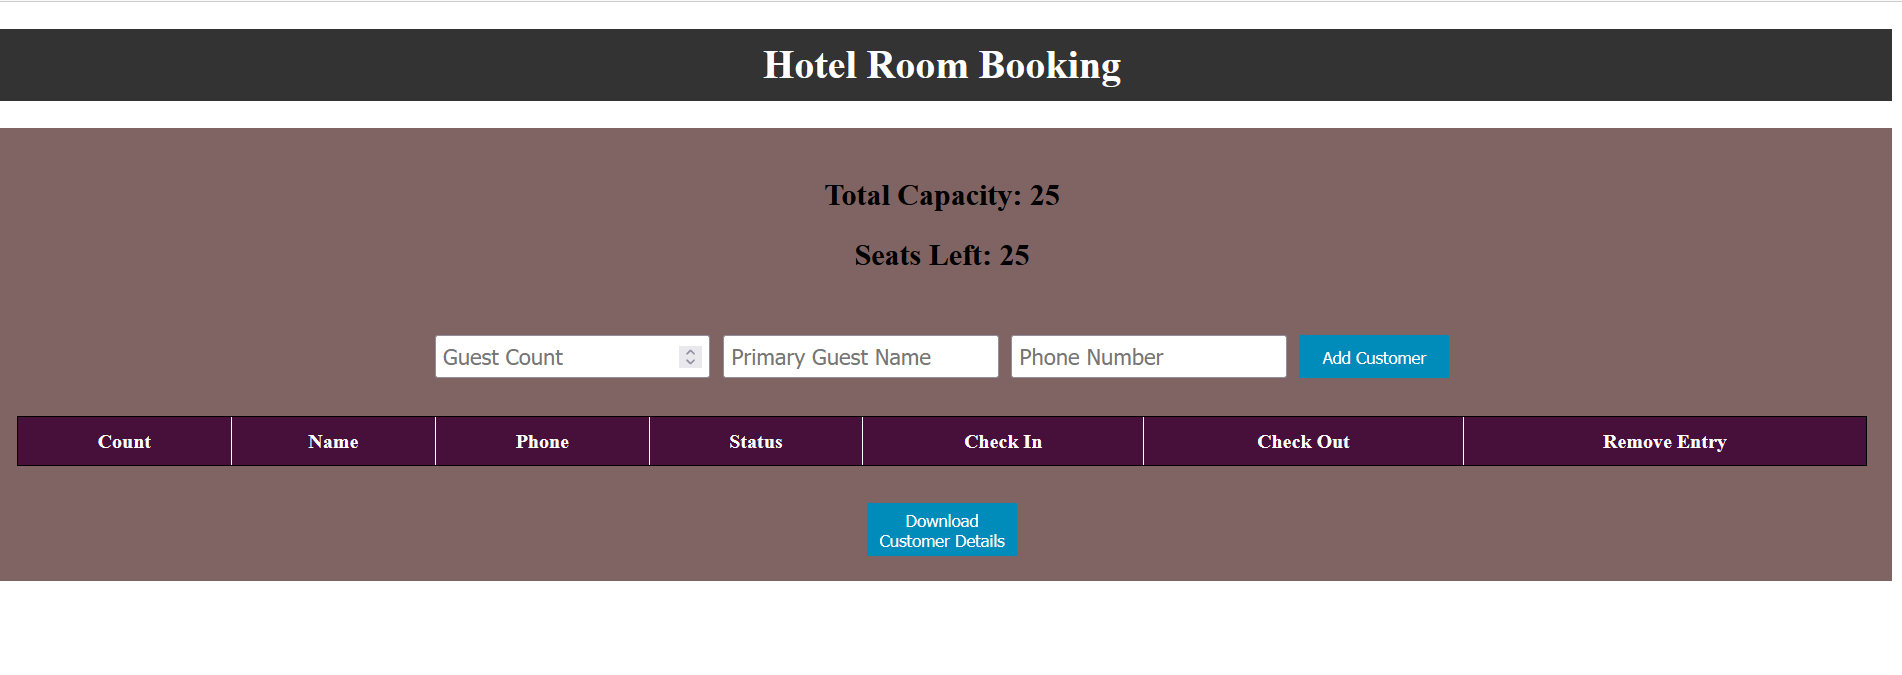 Hotel Room Booking
Total Capacity: 25
Seats Left: 25
Guest Count Primary Guest Name Phone Number Add Customer
Count Name Phone Status Check In Check Out Remove Entry
Download
Customer Details